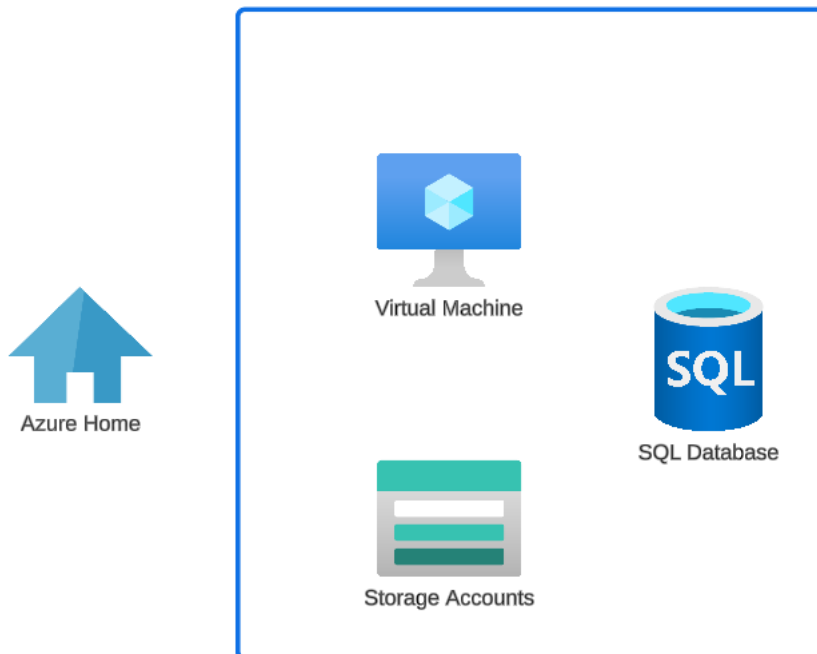 Virtual Machine
Azure Home
SQL
SQL Database
Storage Accounts